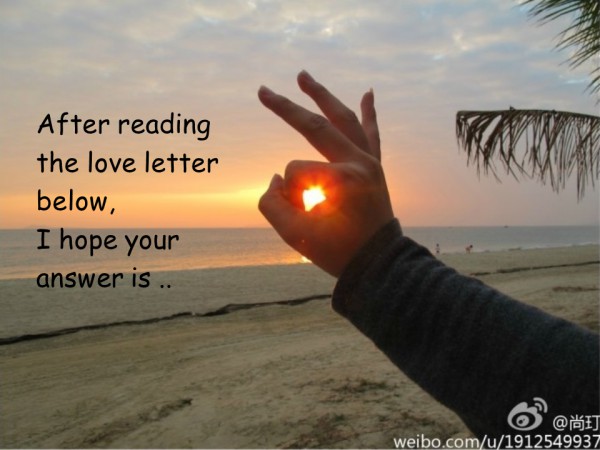 After reading
the love letter
below,
I hope your
answer is ..
@尚玎
weibo.com/u/1912549937